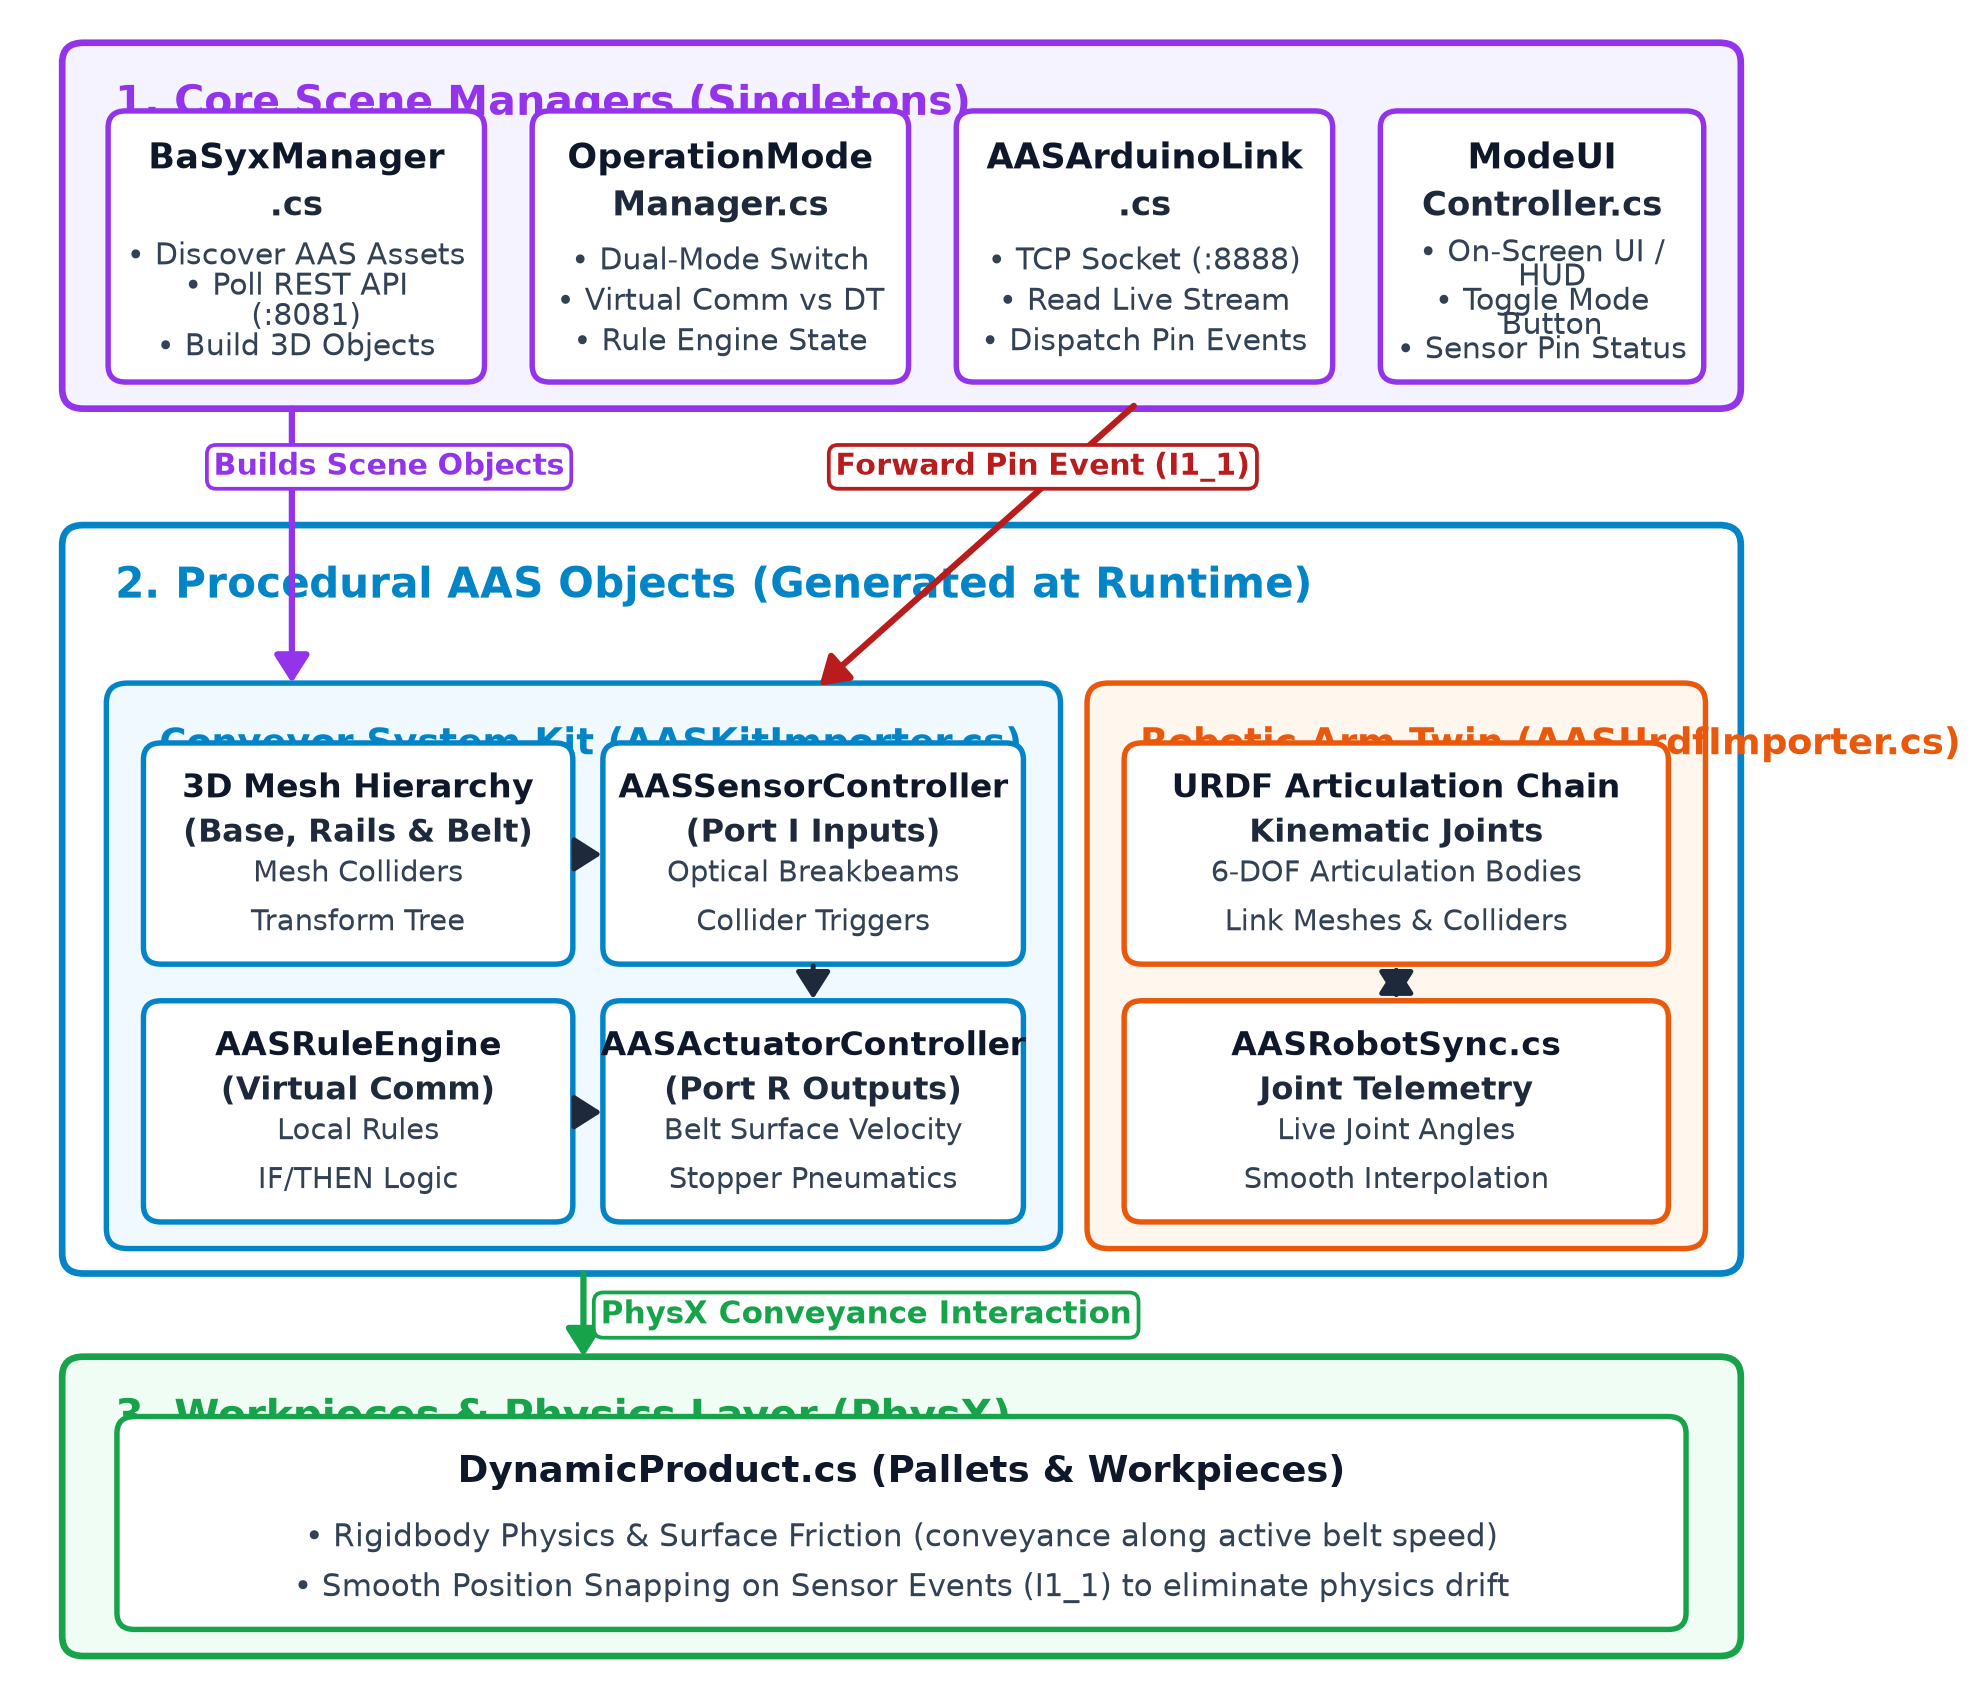 1. Core Scene Managers (Singletons)
BaSyxManager
.cs
• Discover AAS Assets
• Poll REST API
(:8081)
• Build 3D Objects
OperationMode
Manager.cs
• Dual-Mode Switch
• Virtual Comm vs DT
• Rule Engine State
AASArduinoLink
.cs
• TCP Socket (:8888)
• Read Live Stream
• Dispatch Pin Events
ModeUI
Controller.cs
• On-Screen UI /
HUD
• Toggle Mode
Button
• Sensor Pin Status
Builds Scene Objects
Forward Pin Event (I1_1)
2. Procedural AAS Objects (Generated at Runtime)
Conveyor System Kit (AASKitImporter.cs)
3D Mesh Hierarchy
(Base, Rails & Belt)
Mesh Colliders
Transform Tree
AASSensorController
(Port I Inputs)
Optical Breakbeams
Collider Triggers
AASRuleEngine
(Virtual Comm)
Local Rules
IF/THEN Logic
AASActuatorController
(Port R Outputs)
Belt Surface Velocity
Stopper Pneumatics
Robotic Arm Twin (AASUrdfImporter.cs)
URDF Articulation Chain
Kinematic Joints
6-DOF Articulation Bodies
Link Meshes & Colliders
AASRobotSync.cs
Joint Telemetry
Live Joint Angles
Smooth Interpolation
PhysX Conveyance Interaction
3. Workpieces & Physics Layer (PhysX)
DynamicProduct.cs (Pallets & Workpieces)
• Rigidbody Physics & Surface Friction (conveyance along active belt speed)
• Smooth Position Snapping on Sensor Events (I1_1) to eliminate physics drift